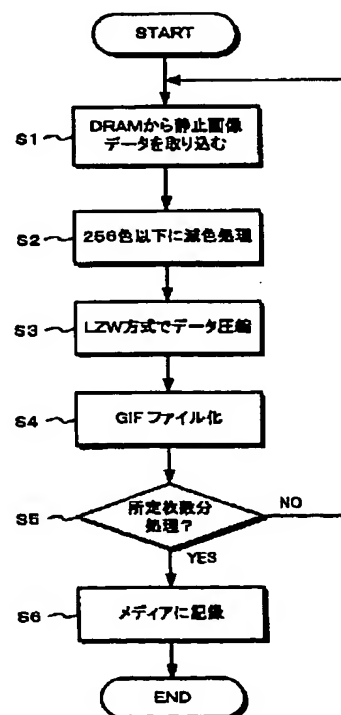 START
S1
DRAMから静止画像
データを取り込む
S2
256色以下に減色処理
S3
LZW方式でデータ圧縮
S4
GIFファイル化
S5
所定枚数分
処理?
NO
YES
S6
メディアに記録
END